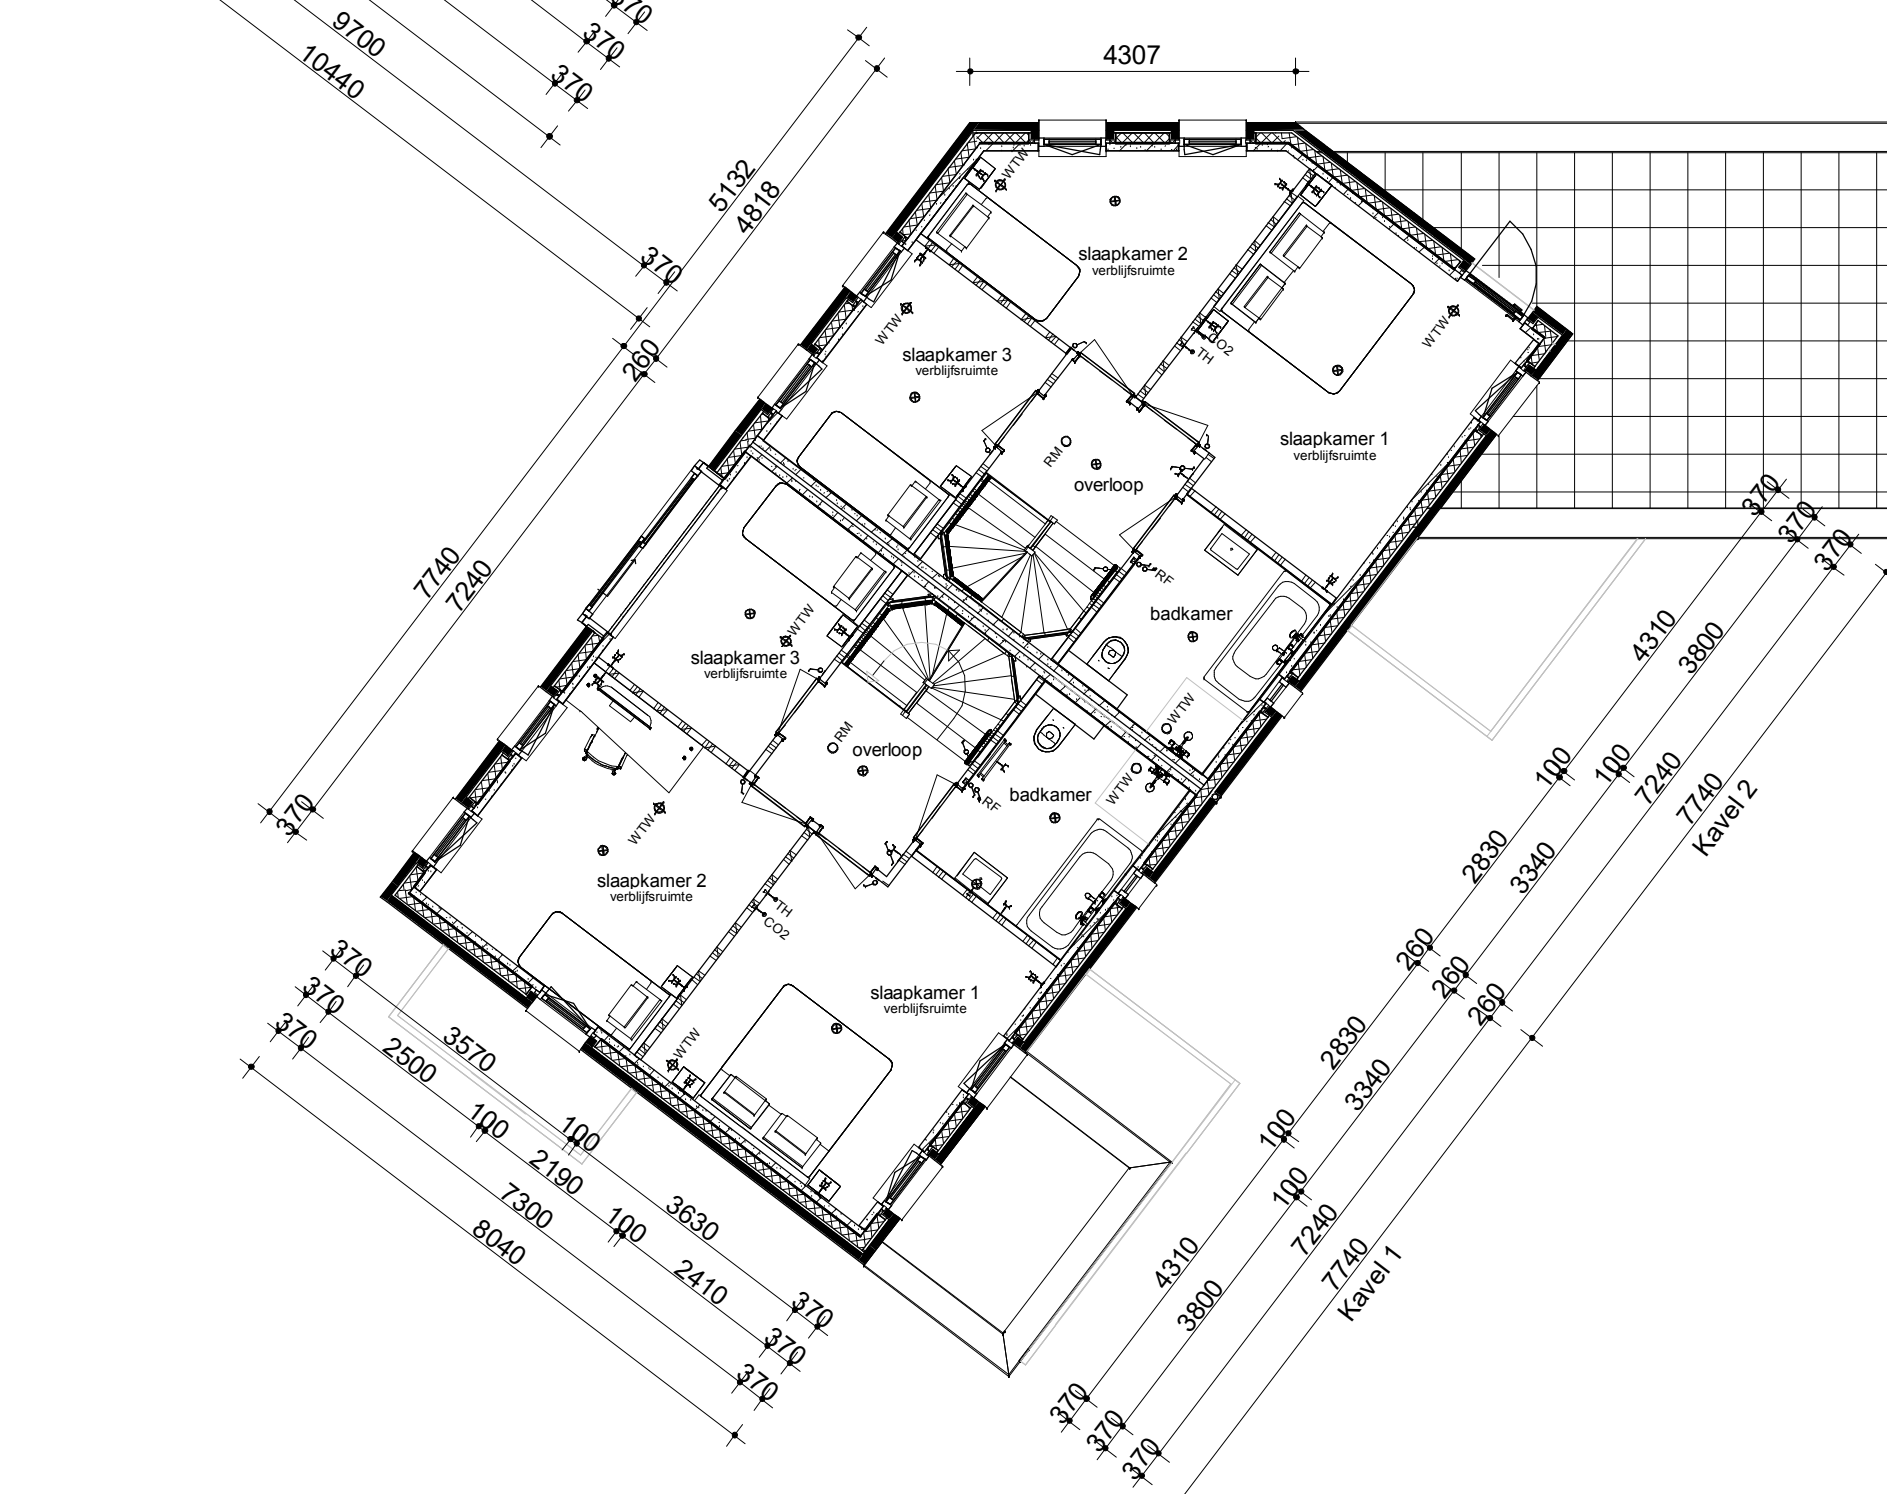 370
9700
370
10440
370
4307
5132
4818
370
260
7740
7240
370
WTW
slaapkamer 2
verblijfsruimte
WTW
slaapkamer 3
verblijfsruimte
CO2
TH
WTW
slaapkamer 1
verblijfsruimte
RM
overloop
RF
badkamer
WTW
WTW
slaapkamer 3
verblijfsruimte
RM
overloop
WTW
RF
badkamer
WTW
slaapkamer 2
verblijfsruimte
TH
CO2
slaapkamer 1
verblijfsruimte
WTW
370
370
370
4310
3800
100
100
7240
7740
Kavel 2
2830
3340
260
260
260
2830
3340
100
100
7240
7740
Kavel 1
4310
3800
370
370
370
370
370
370
3570
2500
100
100
2190
7300
8040
100
3630
2410
370
370
370